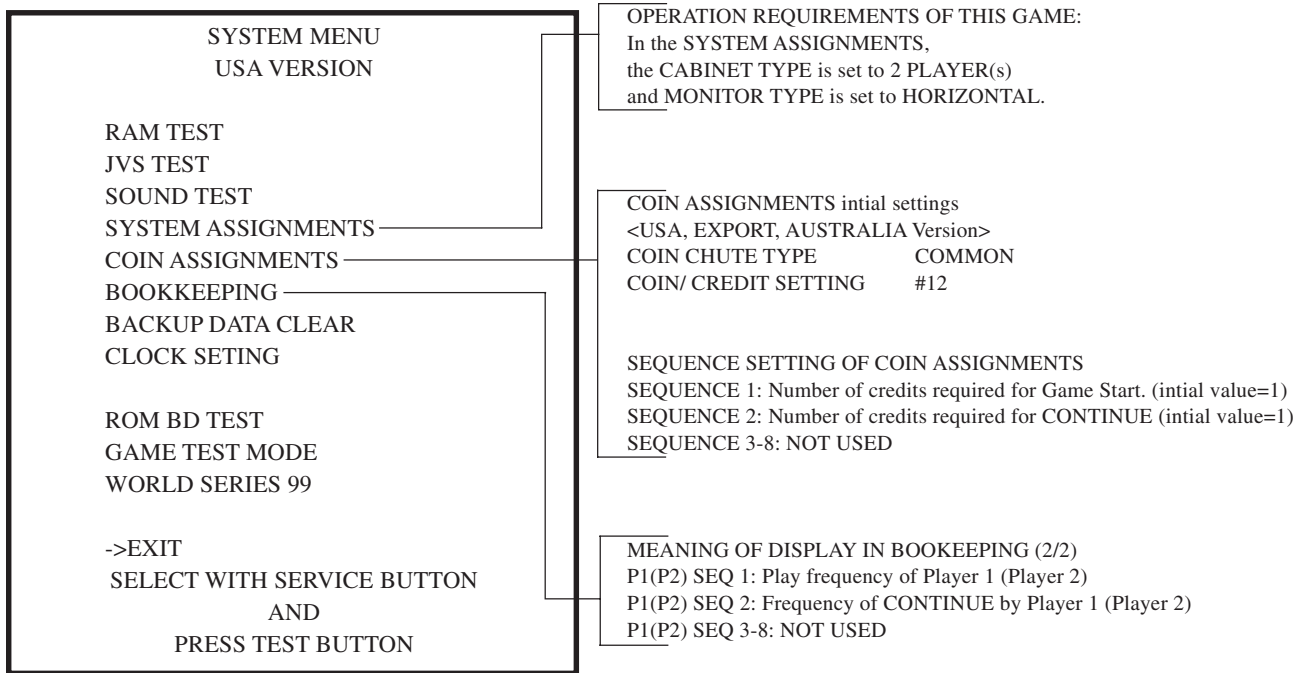 SYSTEM MENU
USA VERSION
RAM TEST
JVS TEST
SOUND TEST
SYSTEM ASSIGNMENTS
COIN ASSIGNMENTS
BOOKKEEPING
BACKUP DATA CLEAR
CLOCK SETING
ROM BD TEST
GAME TEST MODE
WORLD SERIES 99
->EXIT
SELECT WITH SERVICE BUTTON
AND
PRESS TEST BUTTON
OPERATION REQUIREMENTS OF THIS GAME:
In the SYSTEM ASSIGNMENTS,
the CABINET TYPE is set to 2 PLAYER(s)
and MONITOR TYPE is set to HORIZONTAL.
COIN ASSIGNMENTS intial settings
<USA, EXPORT, AUSTRALIA Version>
COIN CHUTE TYPE COMMON
COIN/ CREDIT SETTING #12
SEQUENCE SETTING OF COIN ASSIGNMENTS
SEQUENCE 1: Number of credits required for Game Start. (intial value=1)
SEQUENCE 2: Number of credits required for CONTINUE (intial value=1)
SEQUENCE 3-8: NOT USED
MEANING OF DISPLAY IN BOOKEEPING (2/2)
P1(P2) SEQ 1: Play frequency of Player 1 (Player 2)
P1(P2) SEQ 2: Frequency of CONTINUE by Player 1 (Player 2)
P1(P2) SEQ 3-8: NOT USED